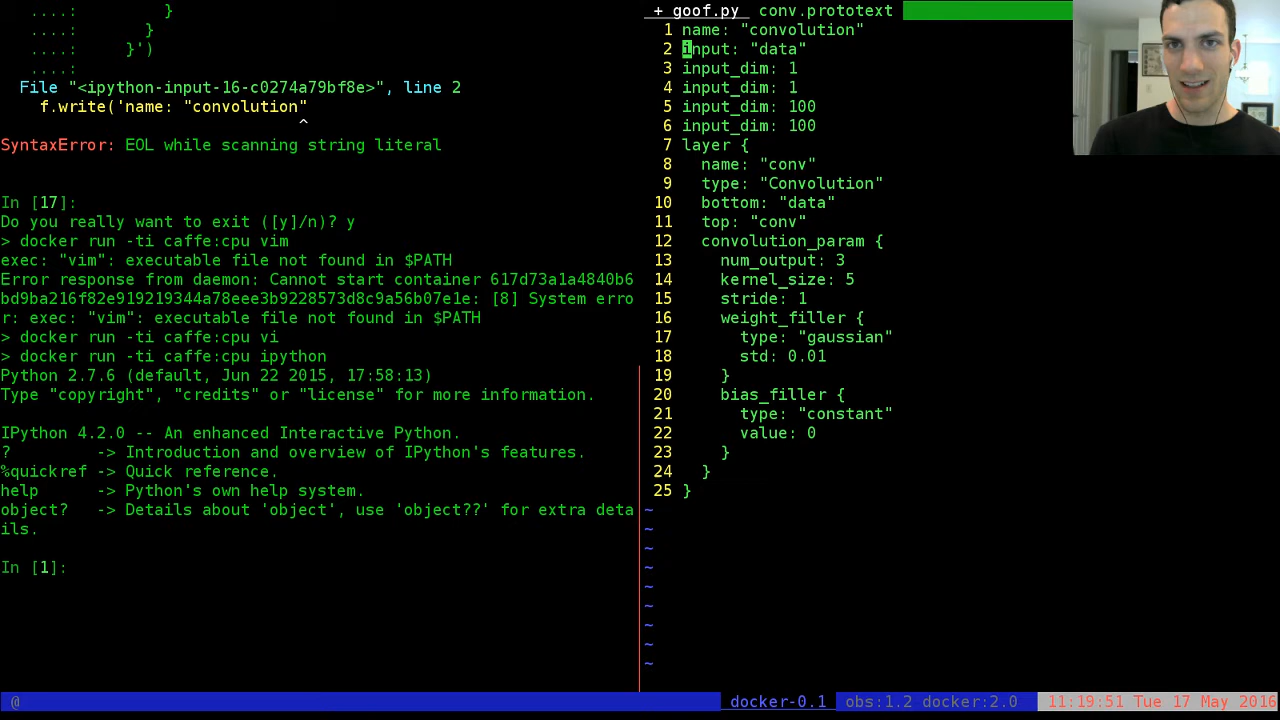 ....:               }
....:            }
....:         }')
....:
File "<ipython-input-16-c0274a79bf8e>", line 2
f.write('name: "convolution"
^
SyntaxError: EOL while scanning string literal
In [17]:
Do you really want to exit ([y]/n)? y
> docker run -ti caffe:cpu vim
exec: "vim": executable file not found in $PATH
Error response from daemon: Cannot start container 617d73a1a4840b6
bd9ba216f82e919219344a78eee3b9228573d8c9a56b07e1e: [8] System erro
r: exec: "vim": executable file not found in $PATH
> docker run -ti caffe:cpu vi
> docker run -ti caffe:cpu ipython
Python 2.7.6 (default, Jun 22 2015, 17:58:13)
Type "copyright", "credits" or "license" for more information.
IPython 4.2.0 -- An enhanced Interactive Python.
?         -> Introduction and overview of IPython's features.
%quickref -> Quick reference.
help      -> Python's own help system.
object?   -> Details about 'object', use 'object??' for extra deta
ils.
In [1]:
+ goof.py  conv.prototext
1 name: "convolution"
2 input: "data"
3 input_dim: 1
4 input_dim: 1
5 input_dim: 100
6 input_dim: 100
7 layer {
8   name: "conv"
9   type: "Convolution"
10   bottom: "data"
11   top: "conv"
12   convolution_param {
13     num_output: 3
14     kernel_size: 5
15     stride: 1
16     weight_filler {
17       type: "gaussian"
18       std: 0.01
19     }
20     bias_filler {
21       type: "constant"
22       value: 0
23     }
24   }
25 }
~
~
~
~
~
~
~
~
~
@ docker-0.1 obs:1.2 docker:2.0 11:19:51 Tue 17 May 2016